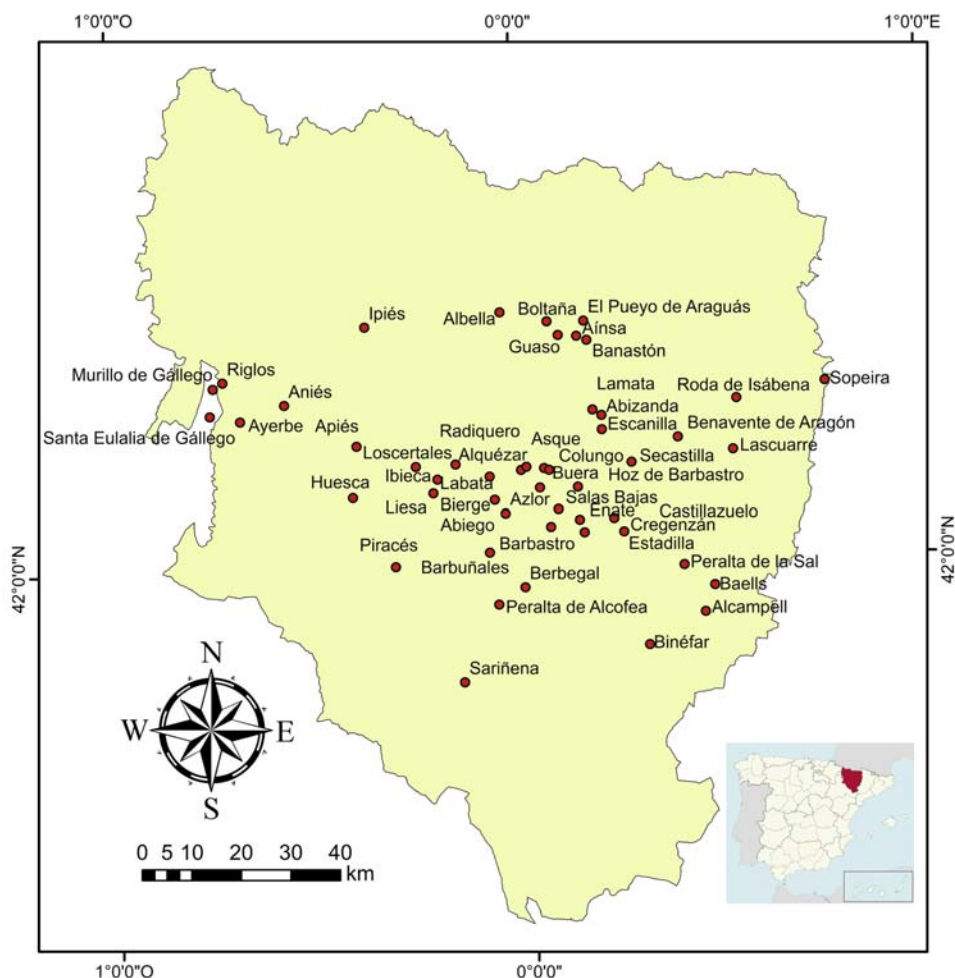 1°0'0"O 0°0'0" 1°0'0"E
Ipiés
Albella
Boltaña
El Pueyo de Araguás
Guaso
Aínsa
Banastón
Murillo de Gállego
Riglos
Aniés
Lamata
Roda de Isábena
Sopeira
Abizanda
Santa Eulalia de Gállego
Ayerbe
Apiés
Radiquero
Asque
Escanilla
Benavente de Aragón
Loscertales
Alquézar
Colungo
Secastilla
Lascuarre
Huesca
Ibieca
Labata
Buera
Hoz de Barbastro
Liesa
Bierge
Azlor
Salas Bajas
Abiego
Enate
Castillazuelo
Cregenzán
Piracés
Barbuñales
Barbastro
Estadilla
Peralta de la Sal
Berbegal
Baells
Peralta de Alcofea
Alcampell
Binéfar
Sariñena
42°0'0"N
42°0'0"N
N
W E
S
0 5 10 20 30 40
km
1°0'0"O 0°0'0"